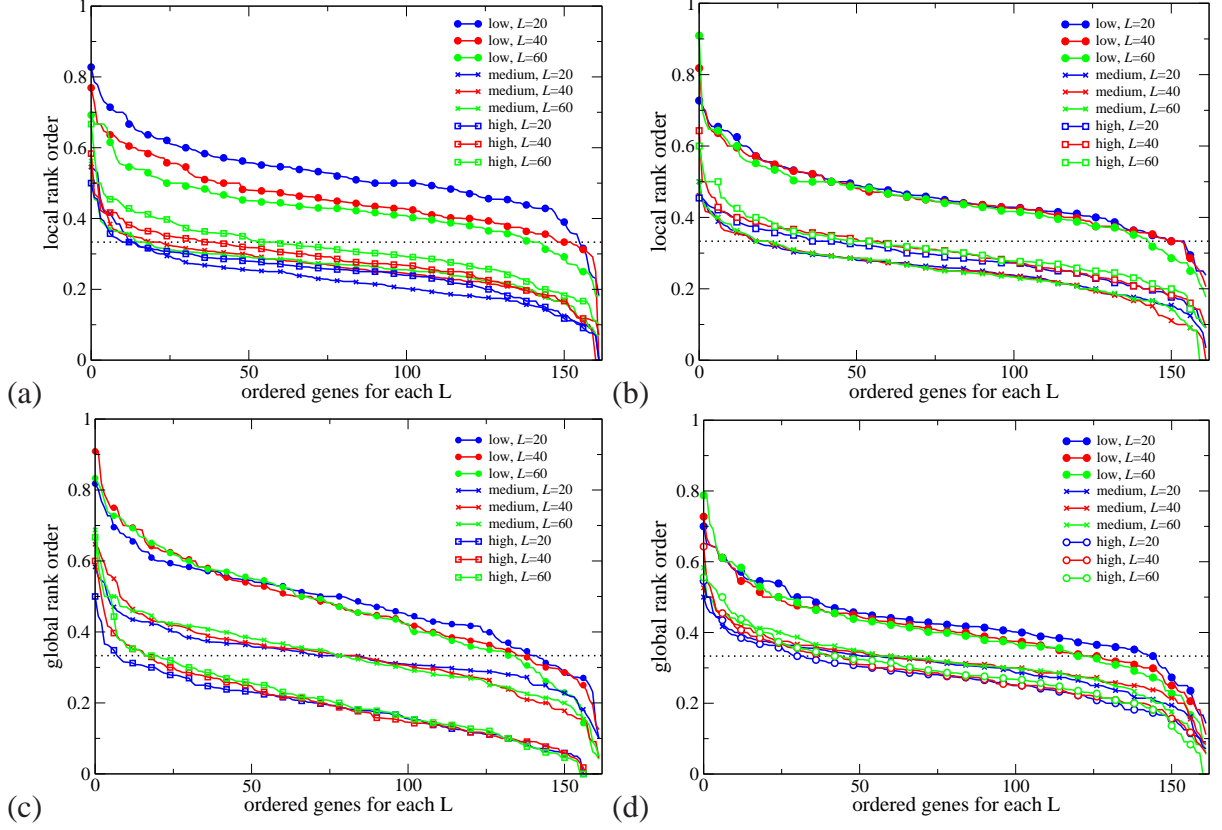 1
0.8
0.6
0.4
0.2
0
local rank order
low, L=20
low, L=40
low, L=60
medium, L=20
medium, L=40
medium, L=60
high, L=20
high, L=40
high, L=60
0 50 100 150
ordered genes for each L
(a)
1
0.8
0.6
0.4
0.2
0
local rank order
low, L=20
low, L=40
low, L=60
medium, L=20
medium, L=40
medium, L=60
high, L=20
high, L=40
high, L=60
0 50 100 150
ordered genes for each L
(b)
1
0.8
0.6
0.4
0.2
0
global rank order
low, L=20
low, L=40
low, L=60
medium, L=20
medium, L=40
medium, L=60
high, L=20
high, L=40
high, L=60
0 50 100 150
ordered genes for each L
(c)
1
0.8
0.6
0.4
0.2
0
global rank order
low, L=20
low, L=40
low, L=60
medium, L=20
medium, L=40
medium, L=60
high, L=20
high, L=40
high, L=60
0 50 100 150
ordered genes for each L
(d)